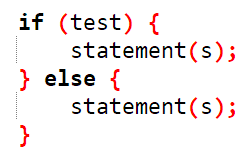 if (test) {
    statement(s);
} else {
    statement(s);
}